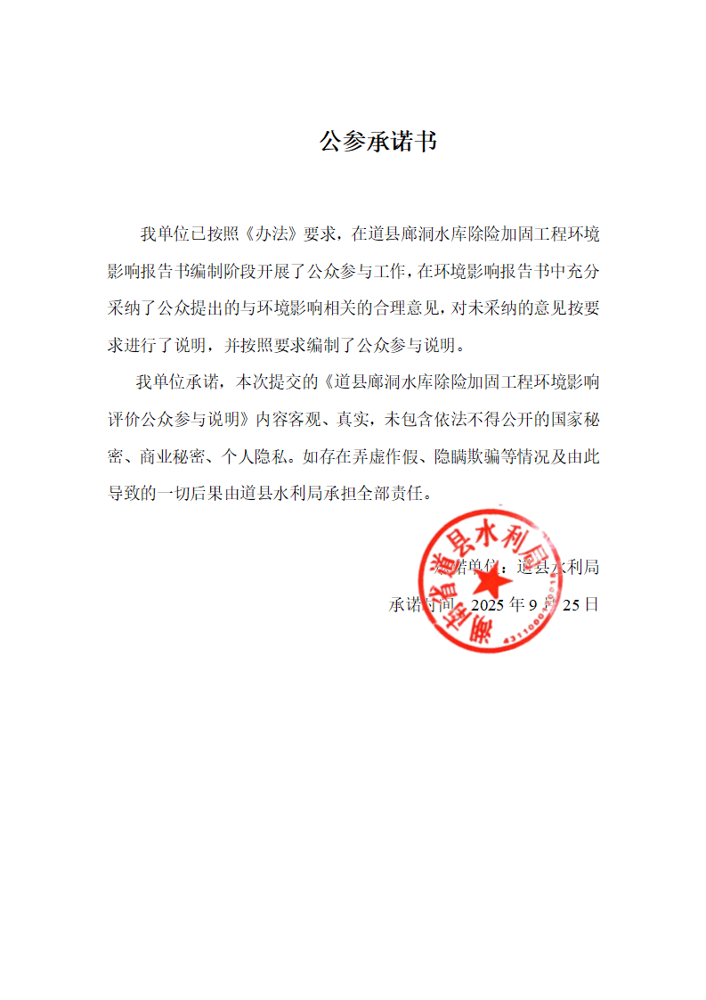 公参承诺书
我单位已按照《办法》要求，在道县廊洞水库除险加固工程环境
影响报告书编制阶段开展了公众参与工作，在环境影响报告书中充分
采纳了公众提出的与环境影响相关的合理意见，对未采纳的意见按要
求进行了说明，并按照要求编制了公众参与说明。
我单位承诺，本次提交的《道县廊洞水库除险加固工程环境影响
评价公众参与说明》内容客观、真实，未包含依法不得公开的国家秘
密、商业秘密、个人隐私。如存在弄虚作假、隐瞒欺骗等情况及由此
导致的一切后果由道县水利局承担全部责任。
承诺单位：道县水利局
承诺时间：2025年9月25日
湖南省道县水利局